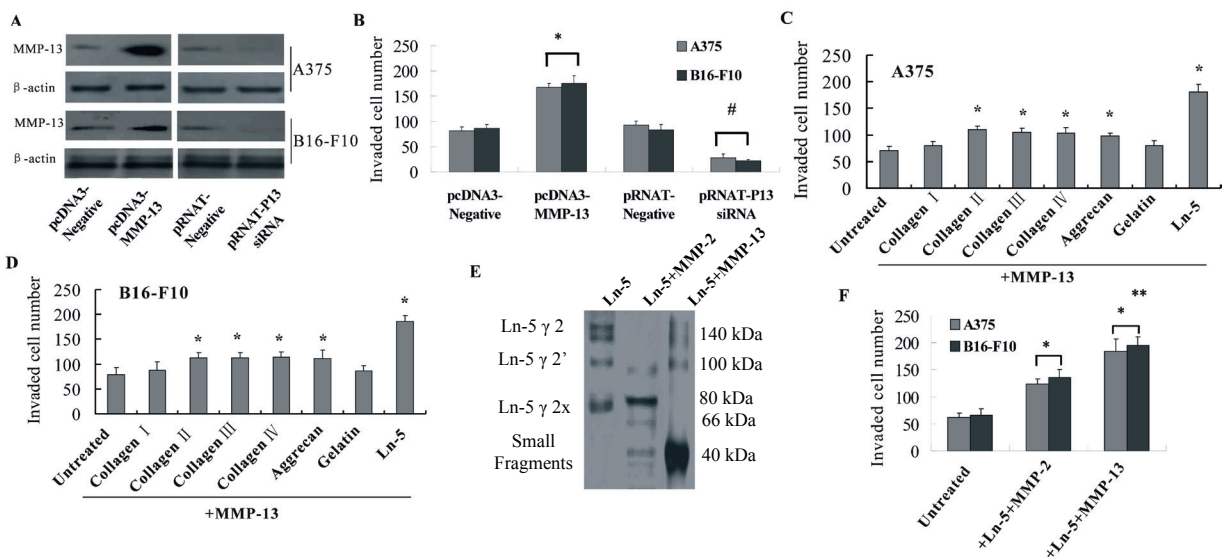 A
MMP-13
β-actin
MMP-13
β-actin
A375
B16-F10
pcDNA3-
Negative
pcDNA3-
MMP-13
pRNAT-
Negative
pRNAT-P13
siRNA
B
Invaded cell number
250
200
150
100
50
0
A375
B16-F10
*
#
pcDNA3-
Negative
pcDNA3-
MMP-13
pRNAT-
Negative
pRNAT-P13
siRNA
C
Invaded cell number
250
200
150
100
50
0
A375
* * * * *
Untreated
Collagen Ⅰ
Collagen Ⅱ
Collagen Ⅲ
Collagen Ⅳ
Aggrecan
Gelatin
Ln-5
+MMP-13
D
Invaded cell number
250
200
150
100
50
0
B16-F10
* * * * *
Untreated
Collagen Ⅰ
Collagen Ⅱ
Collagen Ⅲ
Collagen Ⅳ
Aggrecan
Gelatin
Ln-5
+MMP-13
E
Ln-5
Ln-5+MMP-2
Ln-5+MMP-13
Ln-5 γ 2
Ln-5 γ 2'
Ln-5 γ 2x
Small
Fragments
140 kDa
100 kDa
80 kDa
66 kDa
40 kDa
F
Invaded cell number
250
200
150
100
50
0
A375
B16-F10
*
* **
Untreated
+Ln-5+MMP-2
+Ln-5+MMP-13